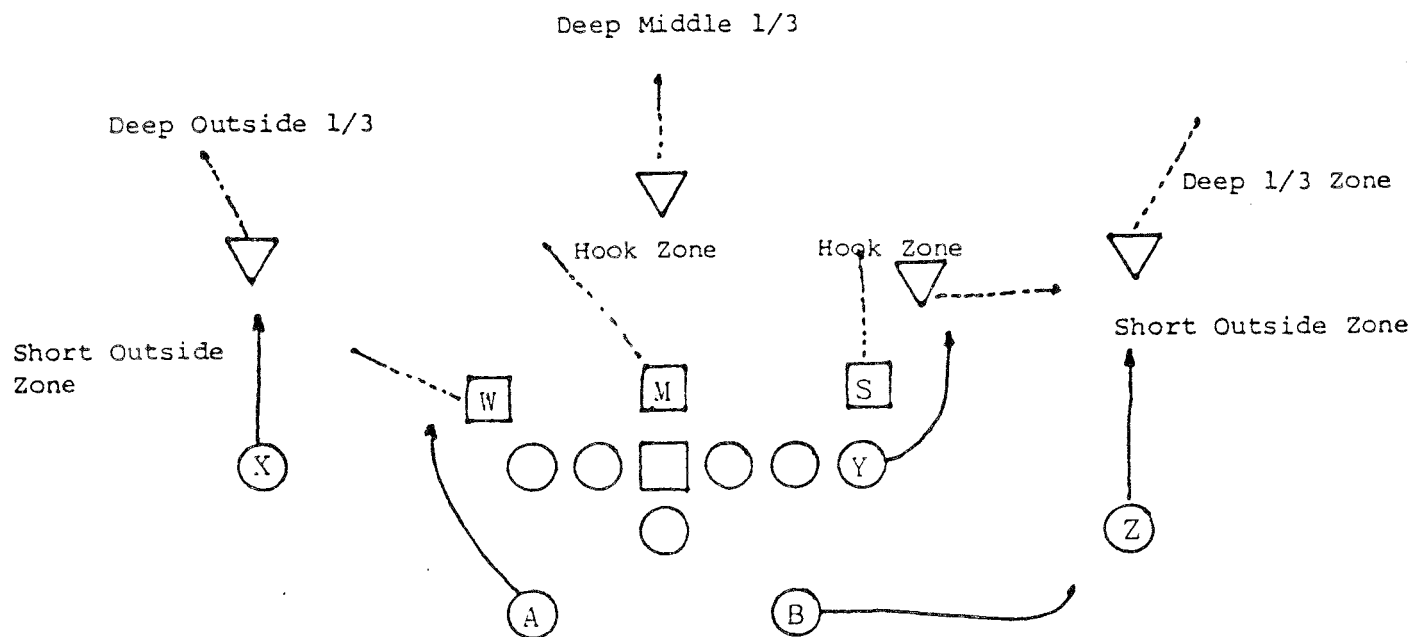 Deep Middle 1/3
Deep Outside 1/3
Deep 1/3 Zone
Hook Zone
Hook Zone
Short Outside Zone
Short Outside
Zone
W
M
S
X
Y
Z
A
B